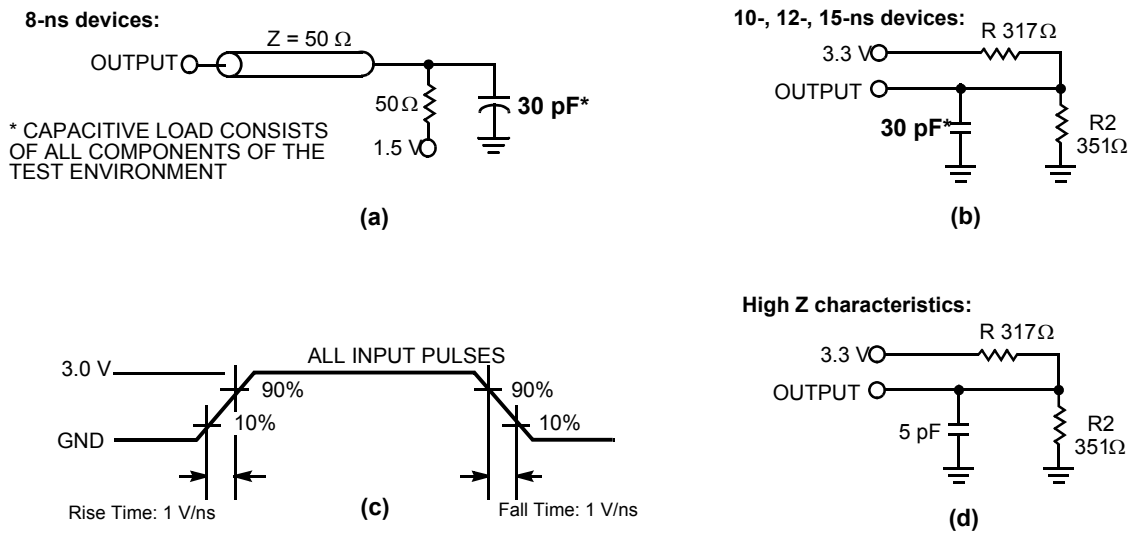 8-ns devices:
Z = 50 Ω
OUTPUT
50Ω
30 pF*
1.5 V
* CAPACITIVE LOAD CONSISTS
OF ALL COMPONENTS OF THE
TEST ENVIRONMENT
(a)
10-, 12-, 15-ns devices:
R 317Ω
3.3 V
OUTPUT
30 pF*
R2
351Ω
(b)
ALL INPUT PULSES
3.0 V
90%
90%
10%
10%
GND
Rise Time: 1 V/ns
(c)
Fall Time: 1 V/ns
High Z characteristics:
R 317Ω
3.3 V
OUTPUT
5 pF
R2
351Ω
(d)